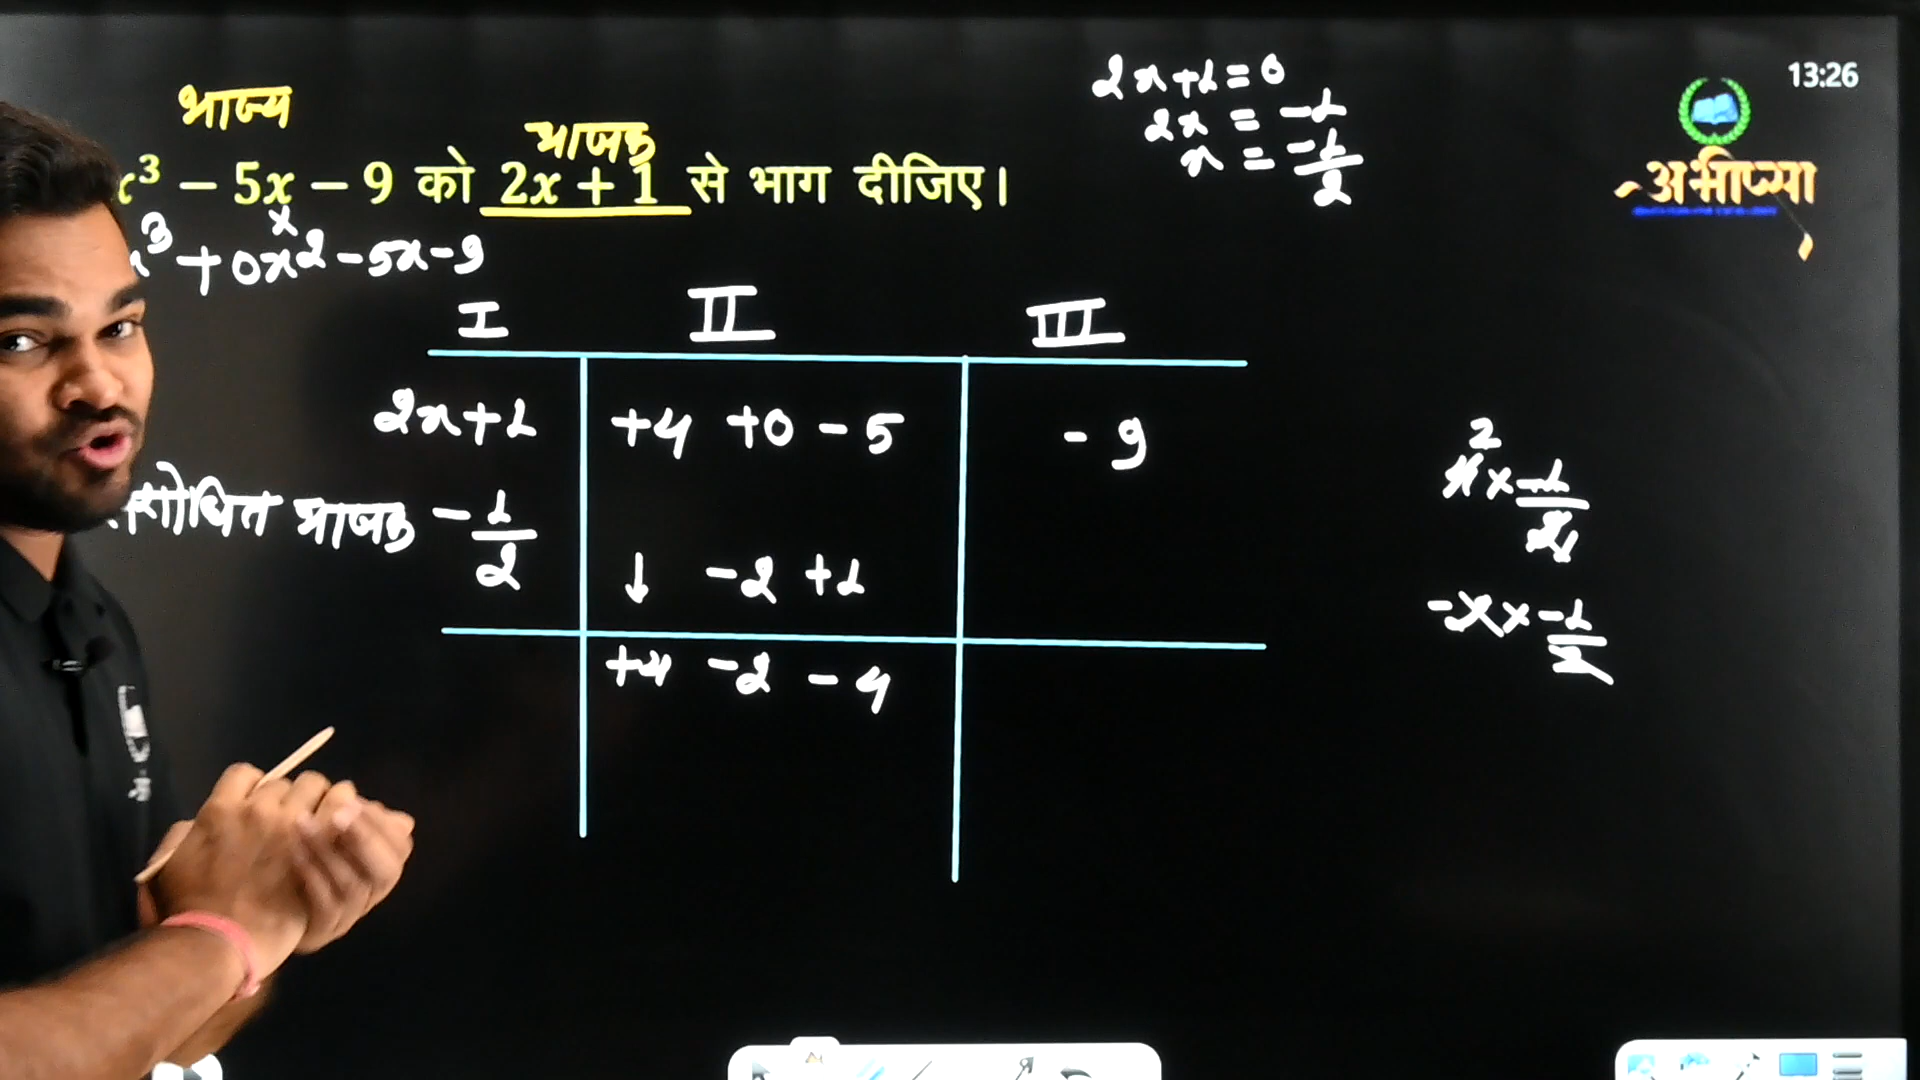 भाज्य
भाजक
x³ − 5x − 9 को 2x + 1 से भाग दीजिए।
x³ + 0x² - 5x - 9
x
2x+1=0
2x = -1
x = -1/2
13:26
अभीप्सा
I II III
2x+1 +4 +0 -5 -9
शोधित भाजक -1/2
↓ -2 +1
+4 -2 -4
2
4 x -1/2
-2 x -1/2